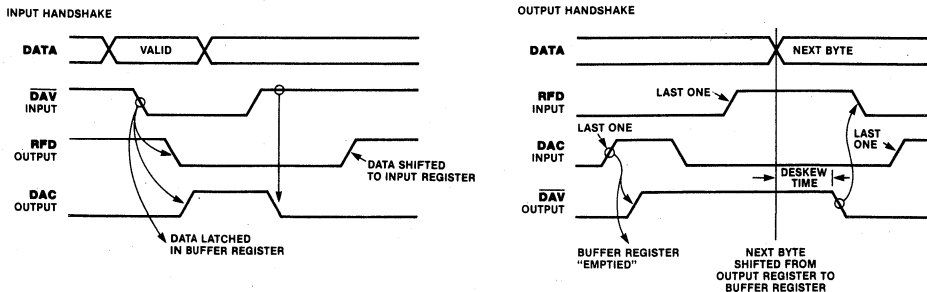 INPUT HANDSHAKE
DATA
VALID
DAV
INPUT
RFD
OUTPUT
DATA SHIFTED
TO INPUT REGISTER
DAC
OUTPUT
DATA LATCHED
IN BUFFER REGISTER
OUTPUT HANDSHAKE
DATA
NEXT BYTE
RFD
INPUT
LAST ONE
DAC
INPUT
LAST ONE
LAST
ONE
DESKEW
TIME
DAV
OUTPUT
BUFFER REGISTER
"EMPTIED"
NEXT BYTE
SHIFTED FROM
OUTPUT REGISTER TO
BUFFER REGISTER